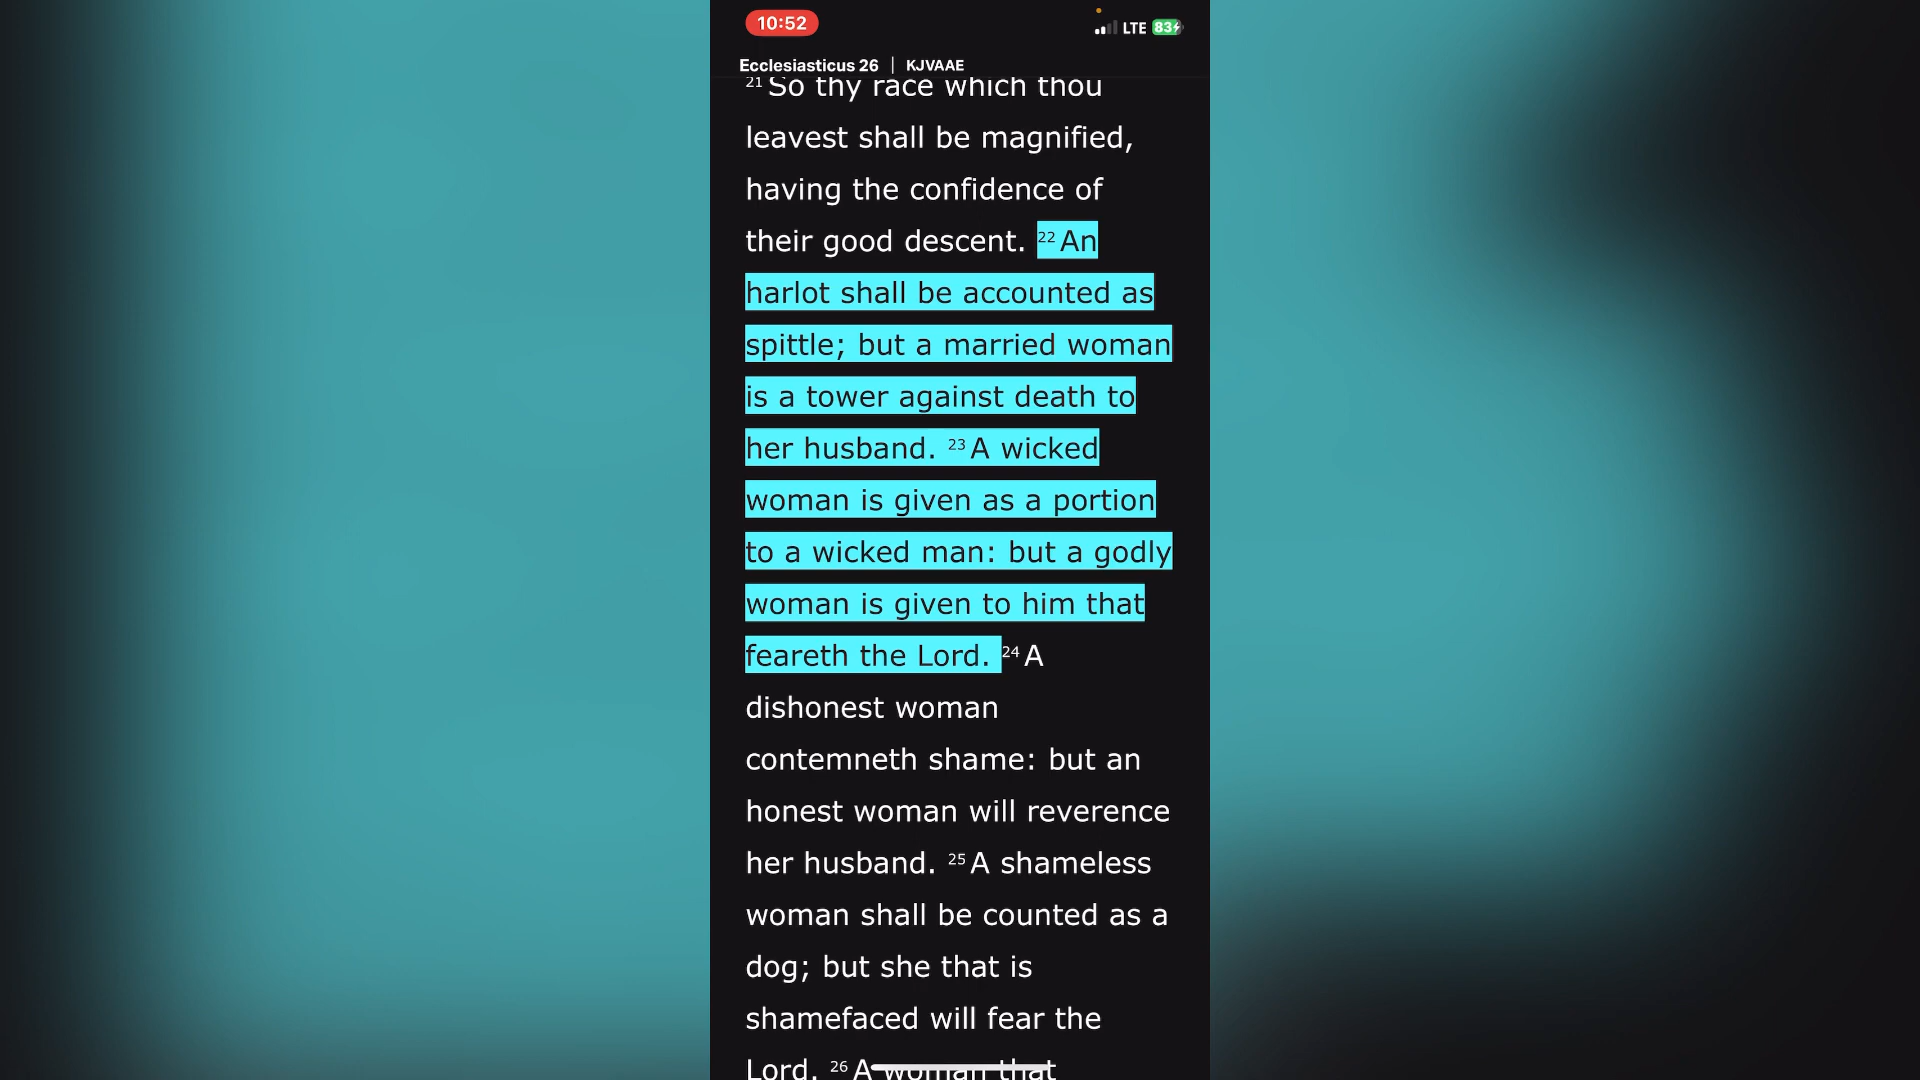 10:52 LTE 83
Ecclesiasticus 26 | KJVAAE
21 So thy race which thou
leavest shall be magnified,
having the confidence of
their good descent. 22 An
harlot shall be accounted as
spittle; but a married woman
is a tower against death to
her husband. 23 A wicked
woman is given as a portion
to a wicked man: but a godly
woman is given to him that
feareth the Lord. 24 A
dishonest woman
contemneth shame: but an
honest woman will reverence
her husband. 25 A shameless
woman shall be counted as a
dog; but she that is
shamefaced will fear the
Lord. 26 A woman that